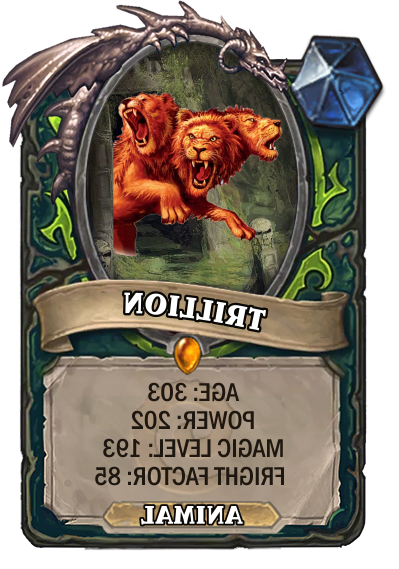 TRILLION
AGE: 303
POWER: 202
MAGIC LEVEL: 193
FRIGHT FACTOR: 85
ANIMAL